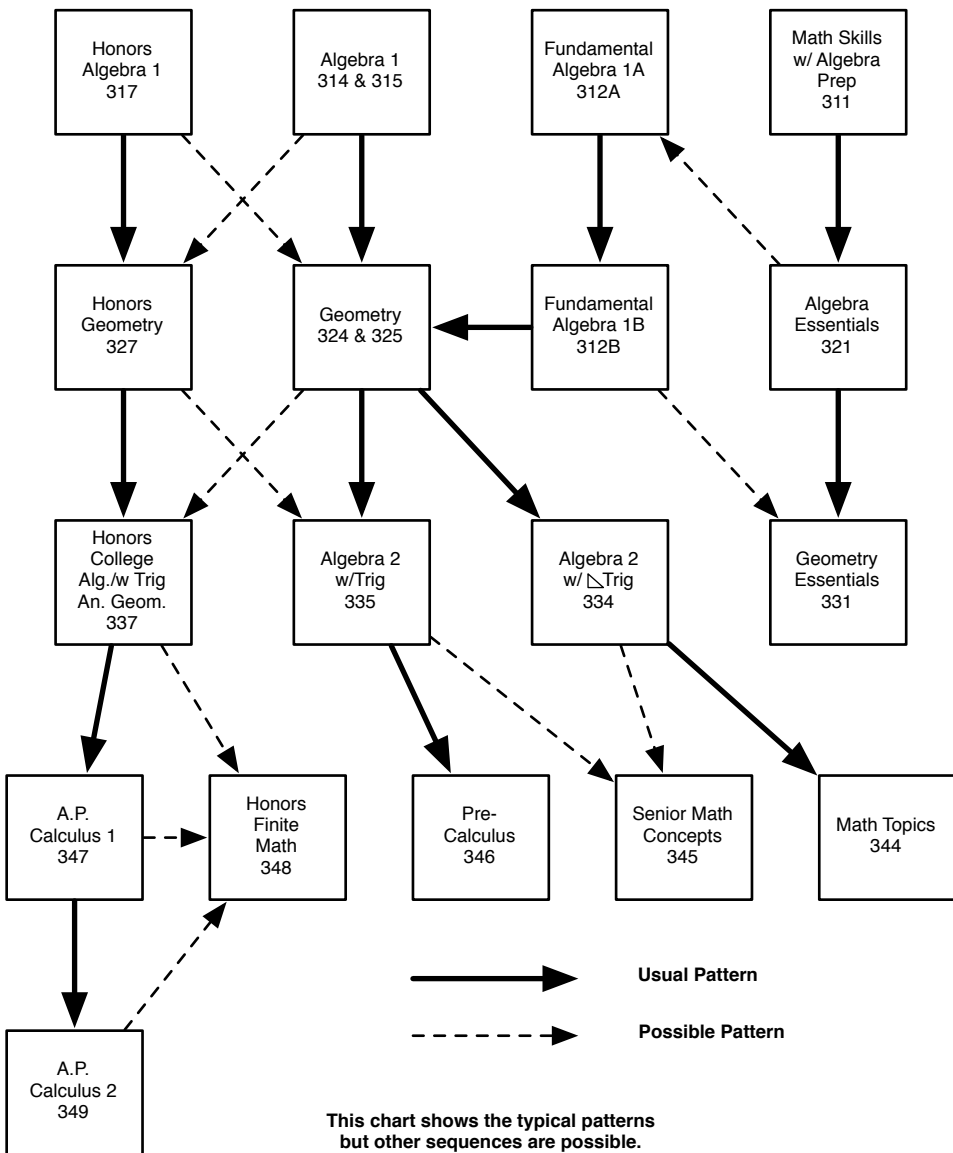 Honors
Algebra 1
317
Algebra 1
314 & 315
Fundamental
Algebra 1A
312A
Math Skills
w/ Algebra
Prep
311
Honors
Geometry
327
Geometry
324 & 325
Fundamental
Algebra 1B
312B
Algebra
Essentials
321
Honors
College
Alg./w Trig
An. Geom.
337
Algebra 2
w/Trig
335
Algebra 2
w/ ◺Trig
334
Geometry
Essentials
331
A.P.
Calculus 1
347
Honors
Finite
Math
348
Pre-
Calculus
346
Senior Math
Concepts
345
Math Topics
344
Usual Pattern
Possible Pattern
A.P.
Calculus 2
349
This chart shows the typical patterns
but other sequences are possible.